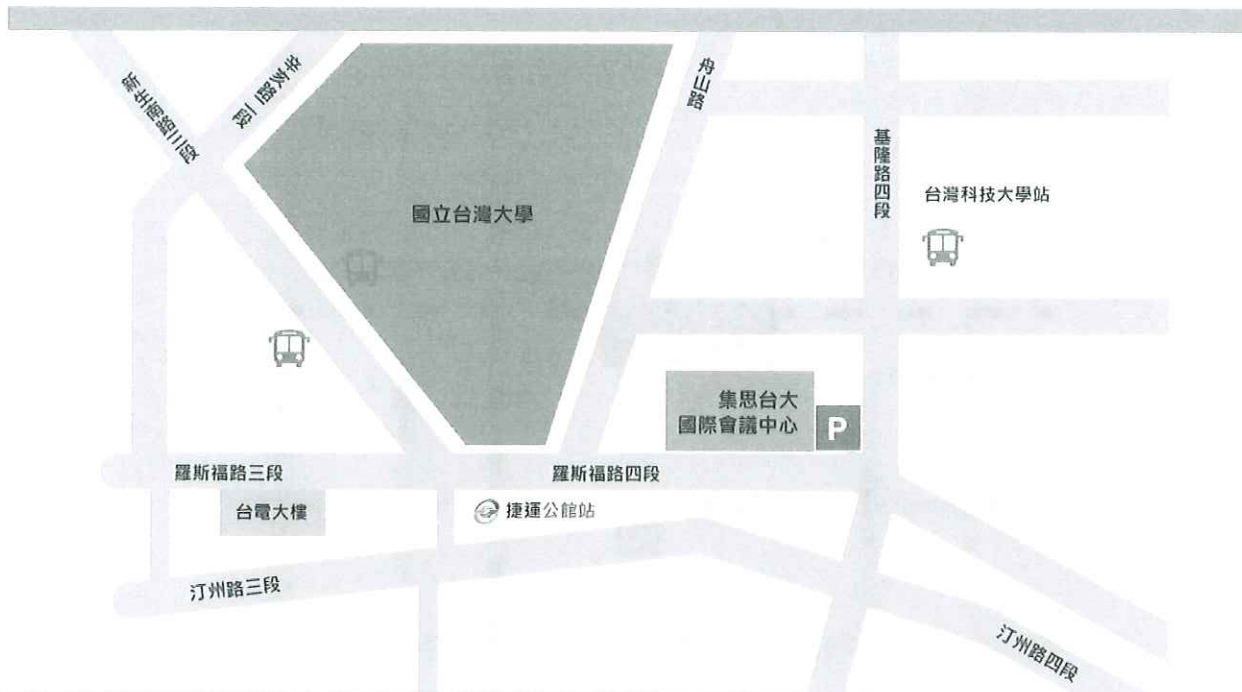 新生南路三段
辛亥路一段
舟山路
基隆路四段
台灣科技大學站
國立台灣大學
集思台大
國際會議中心
P
羅斯福路三段
羅斯福路四段
台電大樓
捷運公館站
汀州路三段
汀州路四段